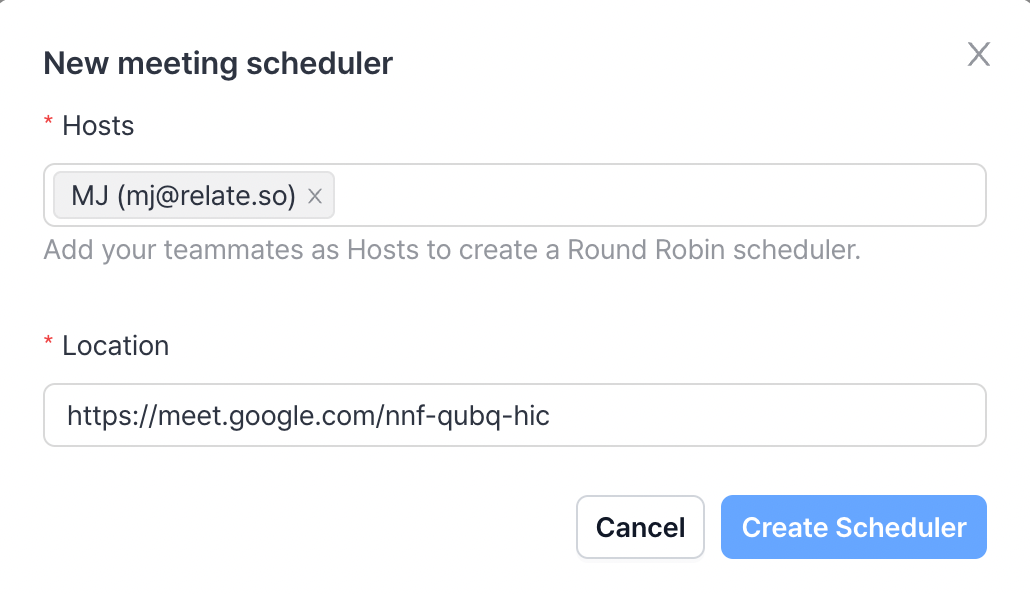 New meeting scheduler
* Hosts
MJ (mj@relate.so)
Add your teammates as Hosts to create a Round Robin scheduler.
* Location
https://meet.google.com/nnf-qubq-hic
Cancel Create Scheduler